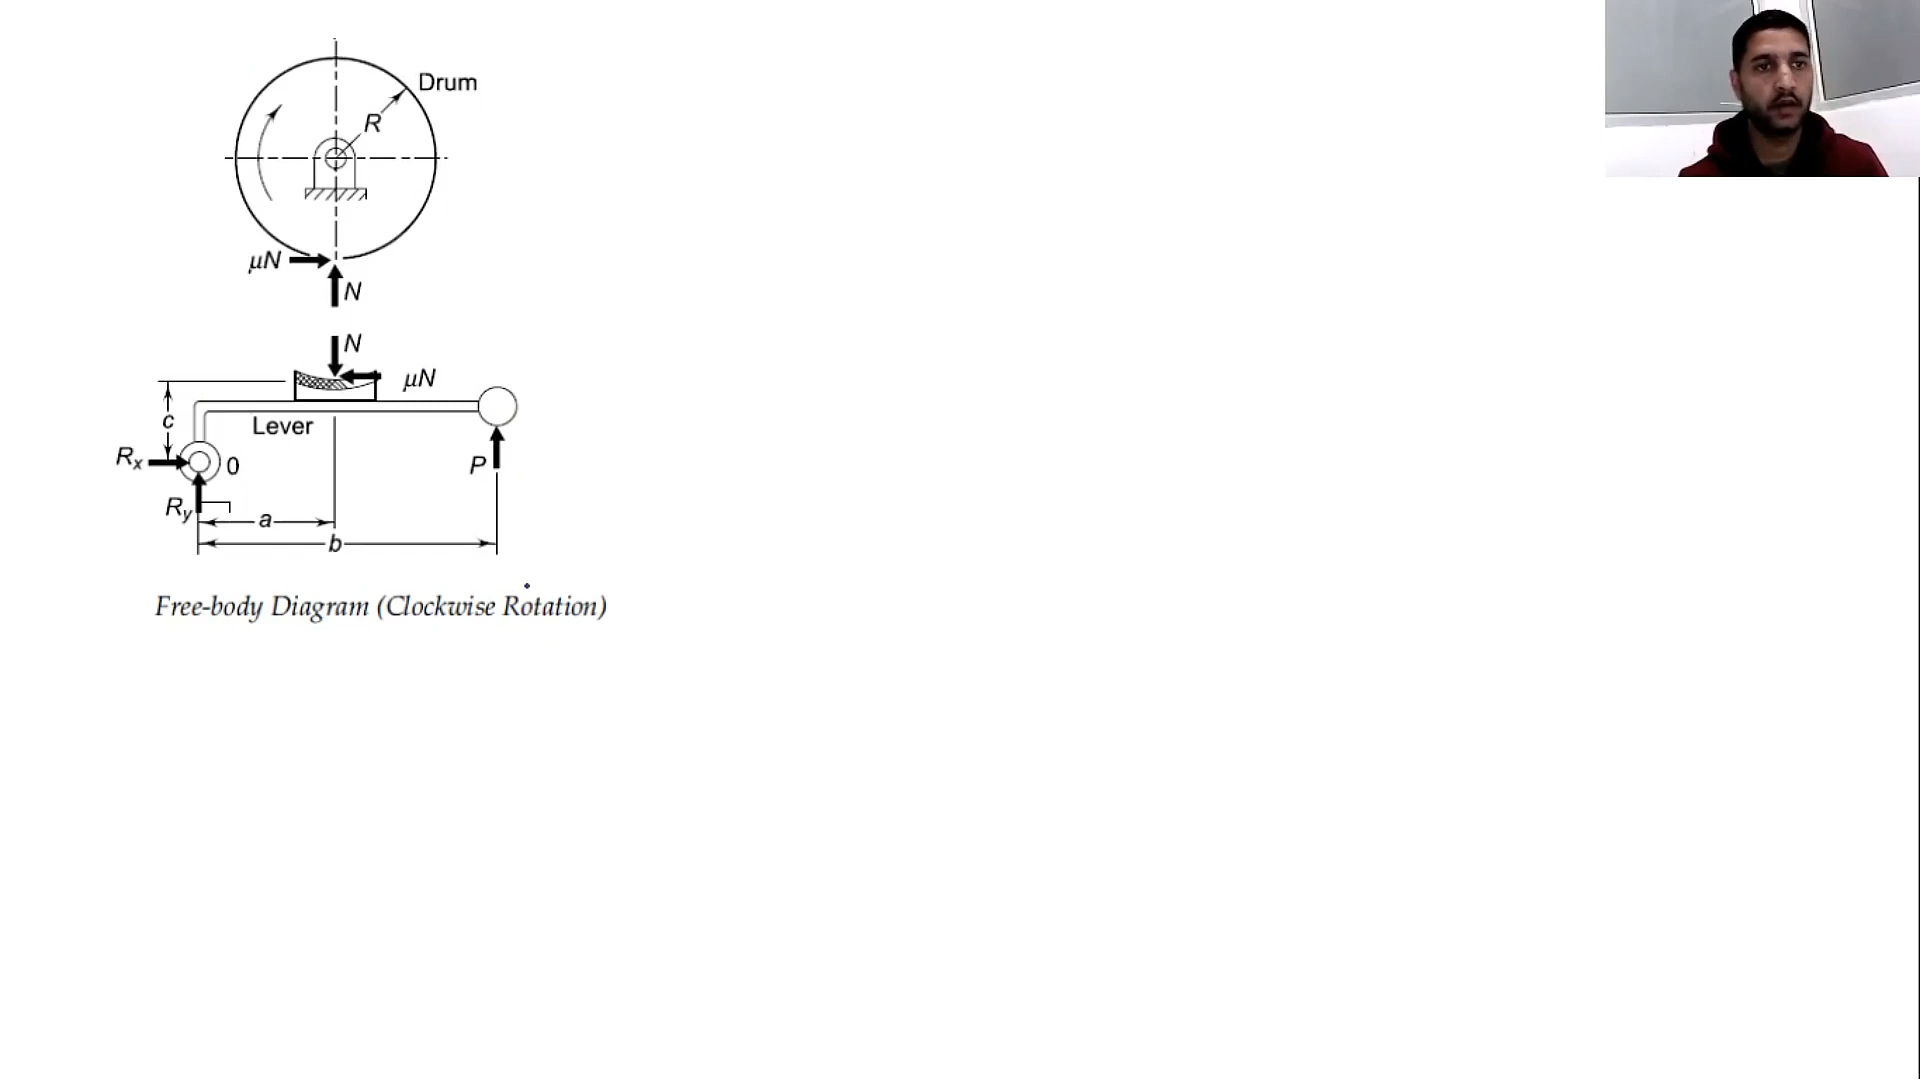 Drum
R
μN
N
N
μN
c
Lever
Rx
0
P
Ry
a
b
Free-body Diagram (Clockwise Rotation)